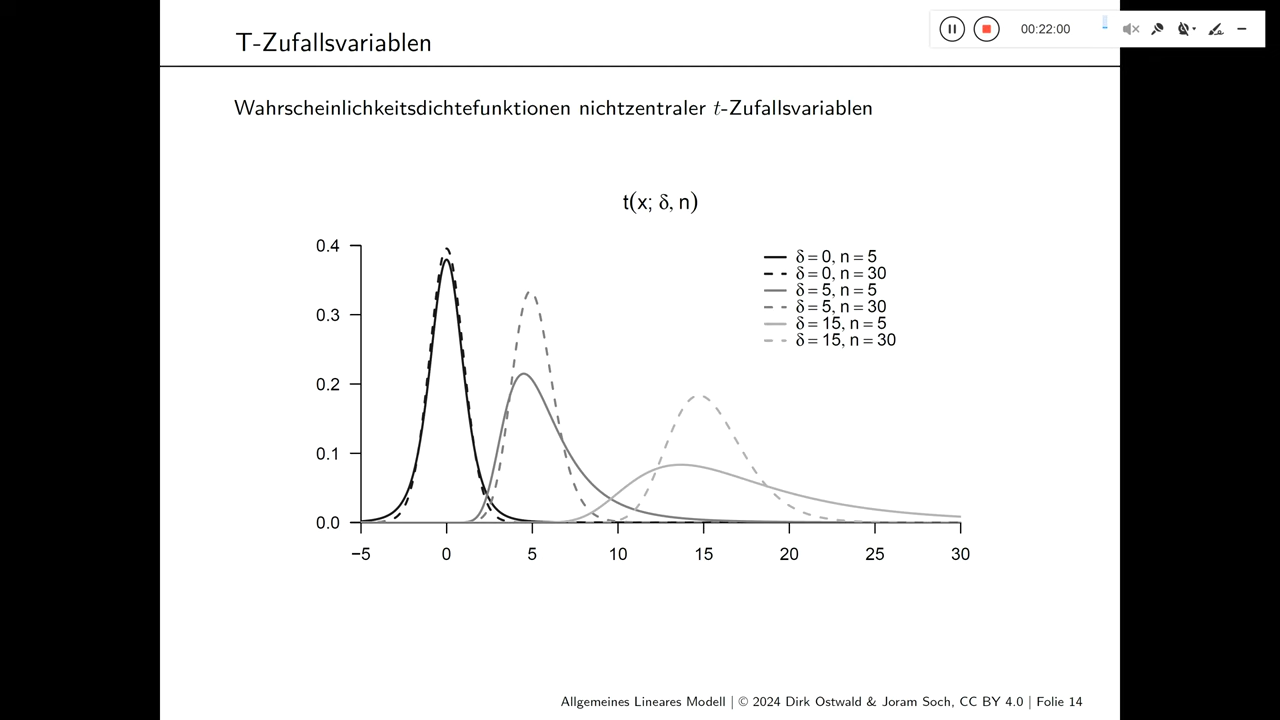 T-Zufallsvariablen
00:22:00
Wahrscheinlichkeitsdichtefunktionen nichtzentraler t-Zufallsvariablen
t(x; δ, n)
0.4
0.3
0.2
0.1
0.0
δ = 0, n = 5
δ = 0, n = 30
δ = 5, n = 5
δ = 5, n = 30
δ = 15, n = 5
δ = 15, n = 30
−5 0 5 10 15 20 25 30
Allgemeines Lineares Modell | © 2024 Dirk Ostwald & Joram Soch, CC BY 4.0 | Folie 14